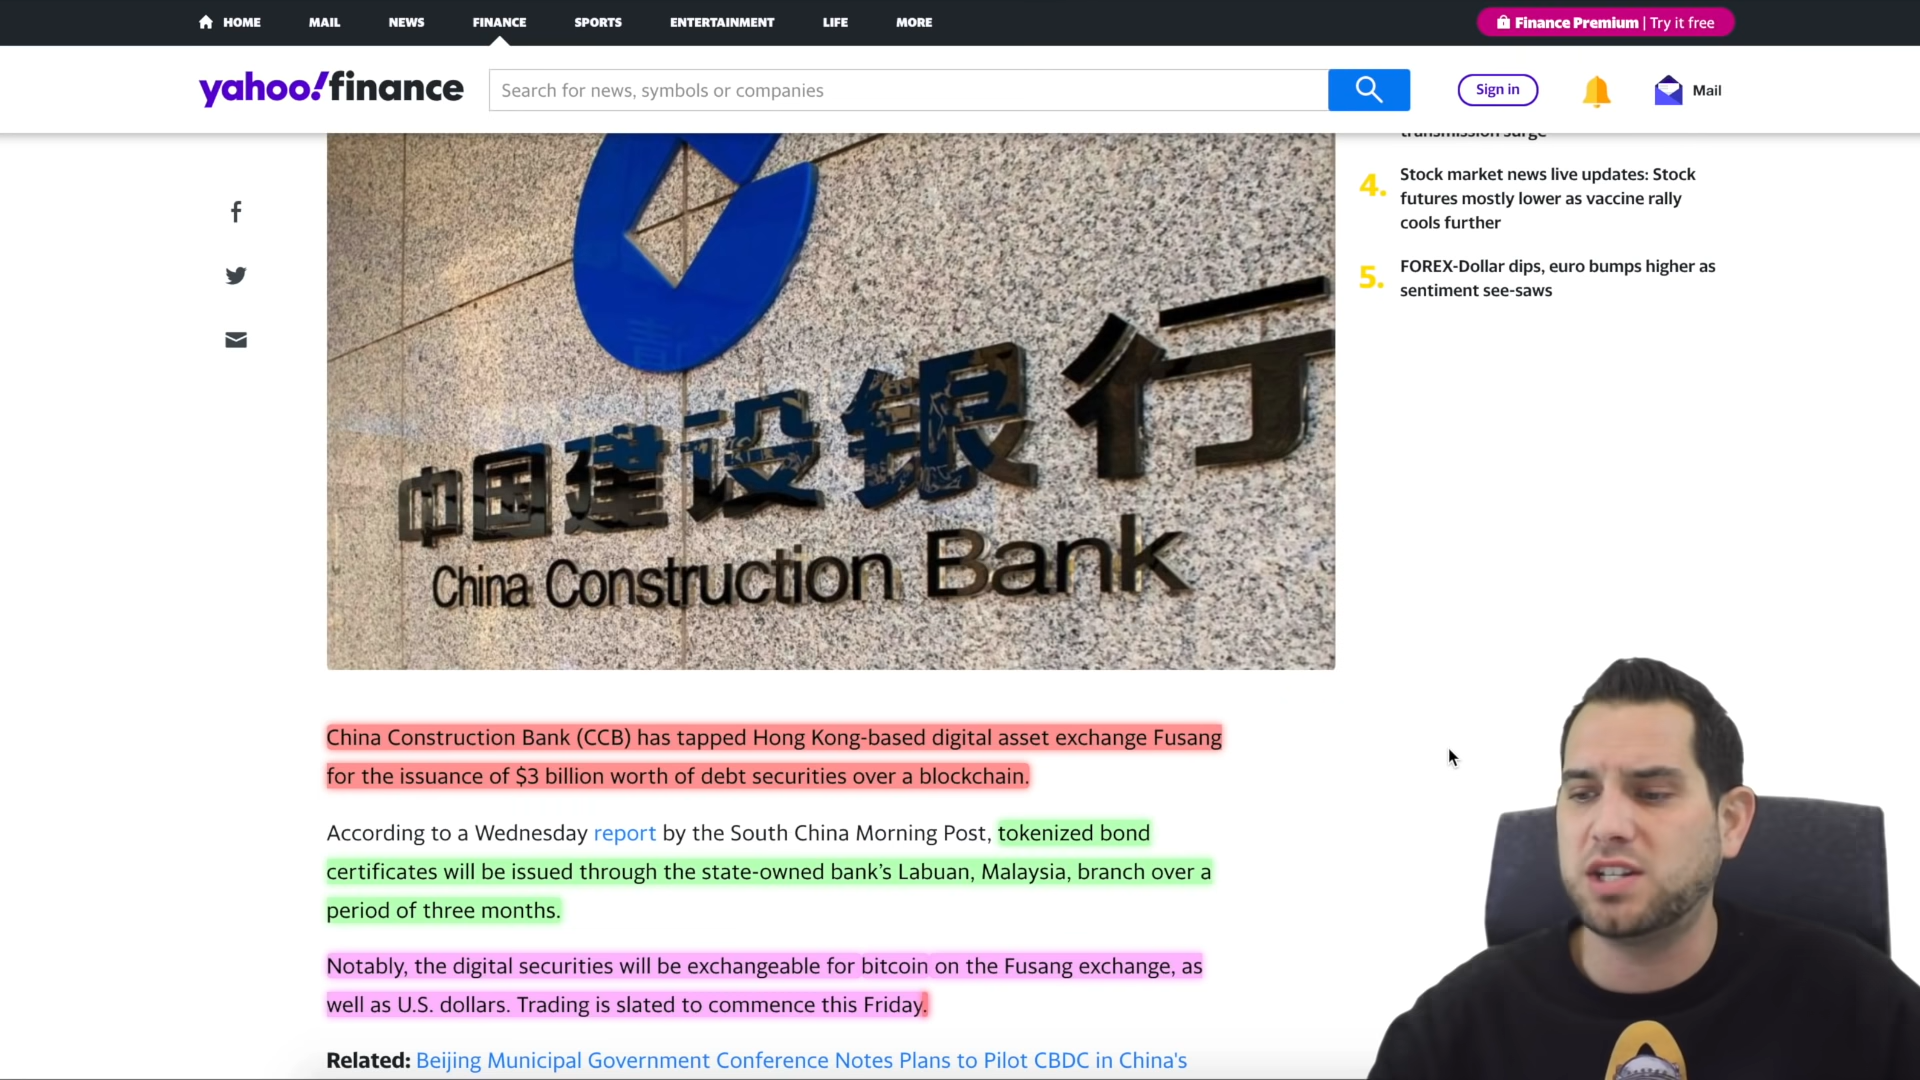 HOME MAIL NEWS FINANCE SPORTS ENTERTAINMENT LIFE MORE Finance Premium | Try it free
yahoo!finance Search for news, symbols or companies Sign in Mail
transmission surge
4. Stock market news live updates: Stock
futures mostly lower as vaccine rally
cools further
5. FOREX-Dollar dips, euro bumps higher as
sentiment see-saws
中国建设银行
China Construction Bank
China Construction Bank (CCB) has tapped Hong Kong-based digital asset exchange Fusang
for the issuance of $3 billion worth of debt securities over a blockchain.
According to a Wednesday report by the South China Morning Post, tokenized bond
certificates will be issued through the state-owned bank’s Labuan, Malaysia, branch over a
period of three months.
Notably, the digital securities will be exchangeable for bitcoin on the Fusang exchange, as
well as U.S. dollars. Trading is slated to commence this Friday.
Related: Beijing Municipal Government Conference Notes Plans to Pilot CBDC in China's